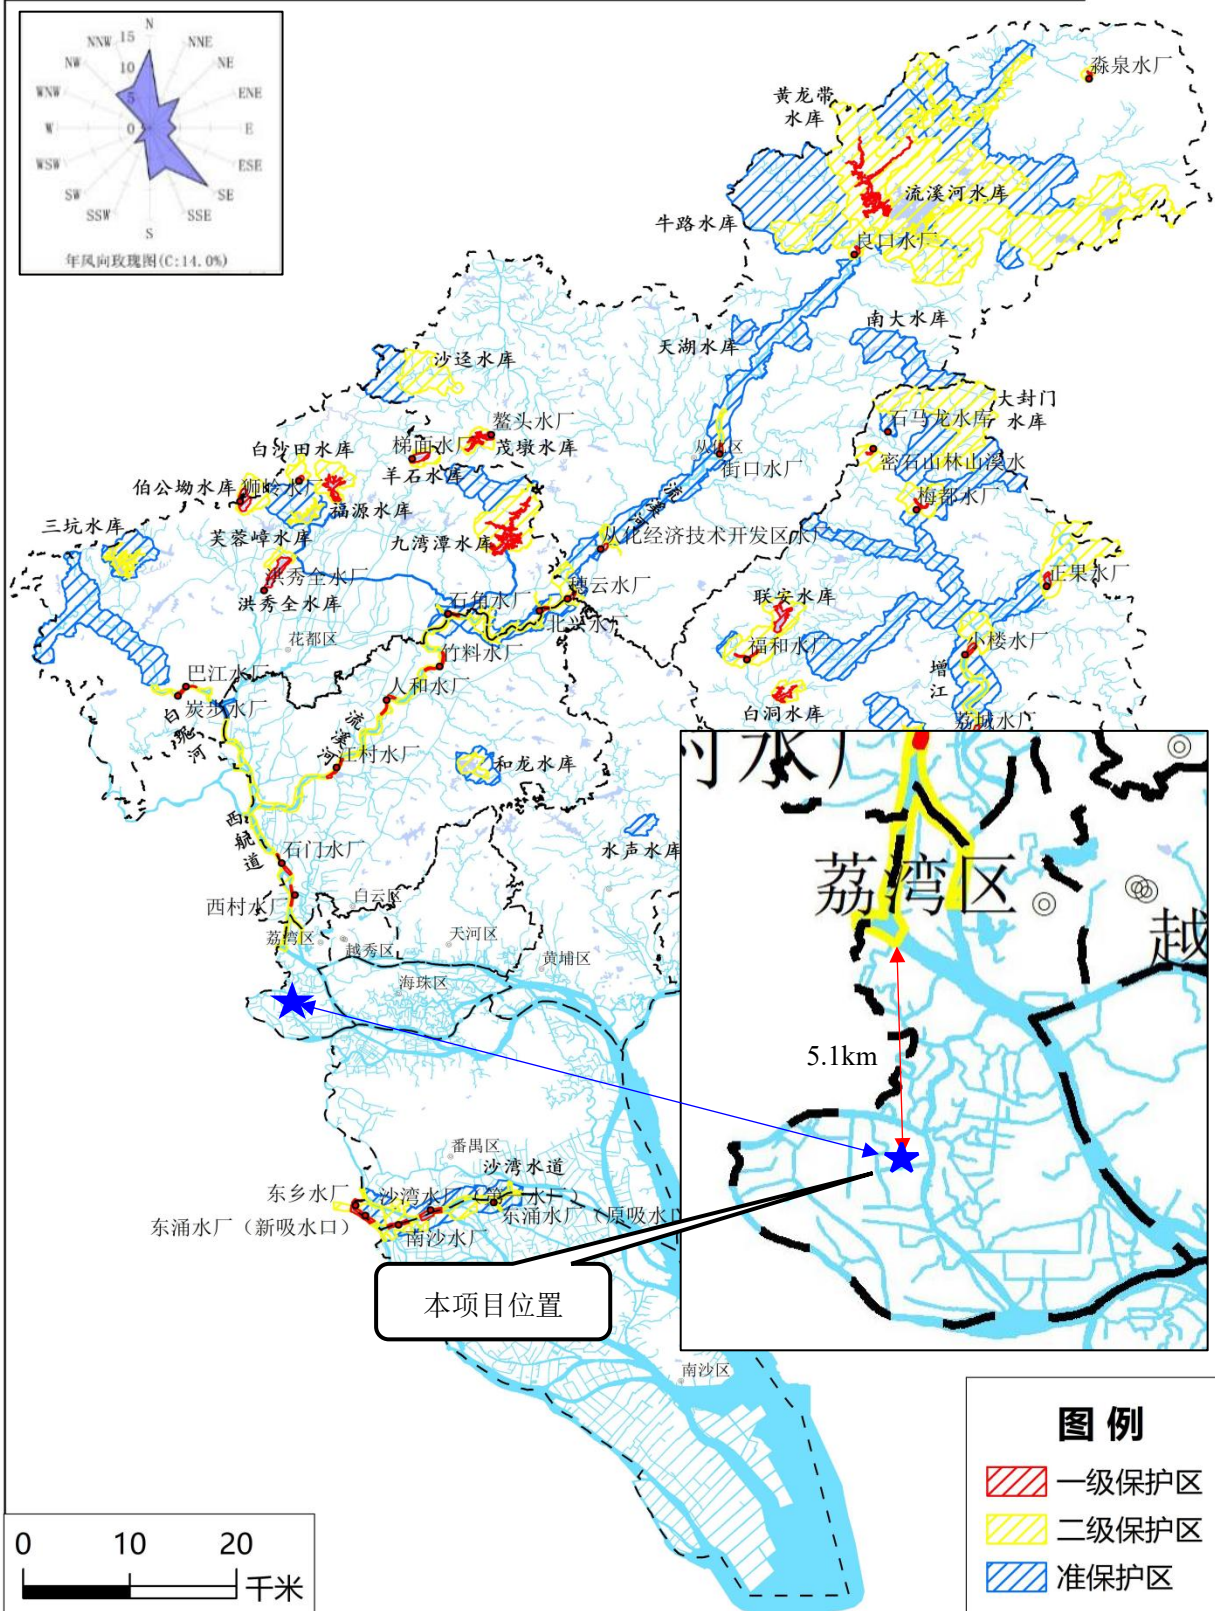 N
NNW
15
NNE
NW
10
NE
WNW
5
ENE
W
0
E
WSW
ESE
SW
SE
SSW
SSE
S
年风向玫瑰图(C:14.0%)
淼泉水厂
黄龙带
水库
流溪河水库
牛路水库
良口水厂
南大水库
天湖水库
沙迳水库
大封门
水库
石马龙水库
鳌头水厂
梯面水厂
茂墩水库
白沙田水库
从化区
街口水厂
密石山林山溪水
羊石水库
伯公坳水库
狮岭水厂
梅都水厂
福源水库
流溪河
三坑水库
芙蓉嶂水库
九湾潭水库
从化经济技术开发区水厂
洪秀全水厂
正果水厂
穗云水厂
联安水库
洪秀全水库
石角水厂
北兴水厂
花都区
福和水厂
小楼水厂
竹料水厂
增江
巴江水厂
人和水厂
炭步水厂
白洞水库
荔城水厂
白坭河
流溪河
江村水厂
和龙水库
村水厂
西航道
水声水库
石门水厂
荔湾区
西村水厂
白云区
越
荔湾区
越秀区
天河区
黄埔区
海珠区
5.1km
番禺区
沙湾水道
东乡水厂
沙湾水厂（第一水厂）
东涌水厂（新吸水口）
东涌水厂（原吸水口
南沙水厂
本项目位置
南沙区
图 例
一级保护区
二级保护区
准保护区
0
10
20
千米